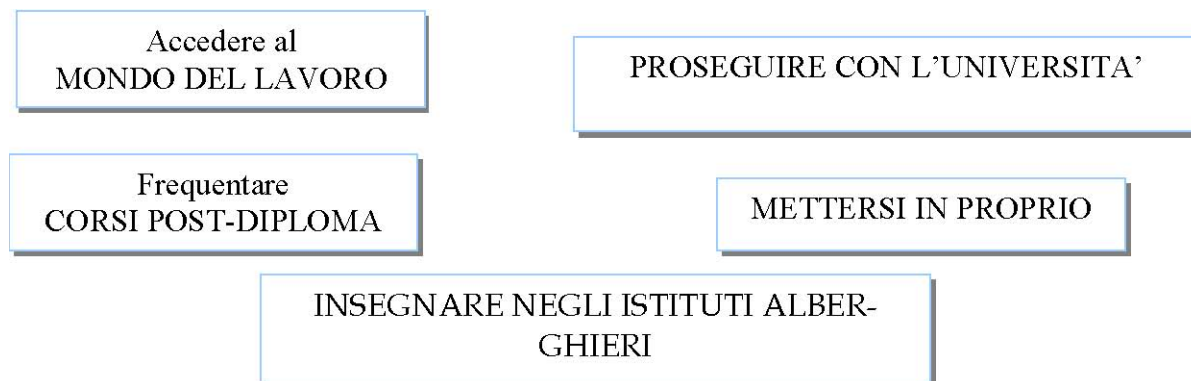 Accedere al
MONDO DEL LAVORO
PROSEGUIRE CON L'UNIVERSITA'
Frequentare
CORSI POST-DIPLOMA
METTERSI IN PROPRIO
INSEGNARE NEGLI ISTITUTI ALBER-
GHIERI